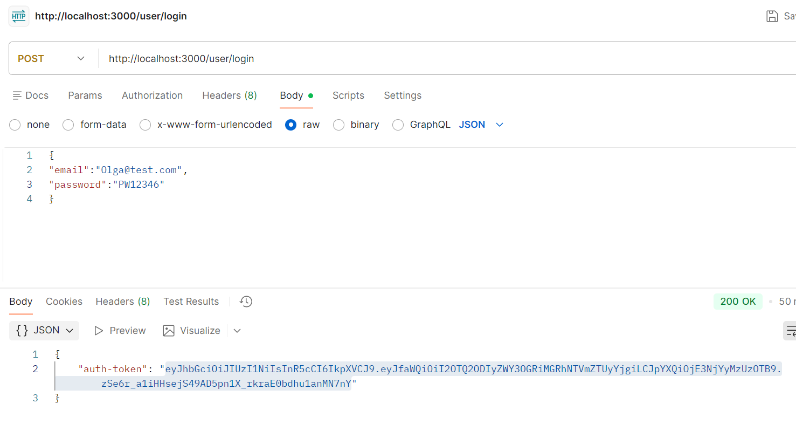 HTTP http://localhost:3000/user/login Sa
POST http://localhost:3000/user/login
Docs Params Authorization Headers (8) Body Scripts Settings
none form-data x-www-form-urlencoded raw binary GraphQL JSON
1 {
2 "email":"Olga@test.com",
3 "password":"PW12346"
4 }
Body Cookies Headers (8) Test Results 200 OK • 50 m
{ } JSON Preview Visualize
1 {
2 "auth-token": "eyJhbGciOiJIUzI1NiIsInR5cCI6IkpXVCJ9.eyJfaWQiOiI2OTQ2ODIyZWY3OGRiMGRhNTVmZTUyYjgiLCJpYXQiOjE3NjYyMzUzOTB9.
zSe6r_a1iHHsejS49AD5pn1X_rkraE0bdhu1anMN7nY"
3 }